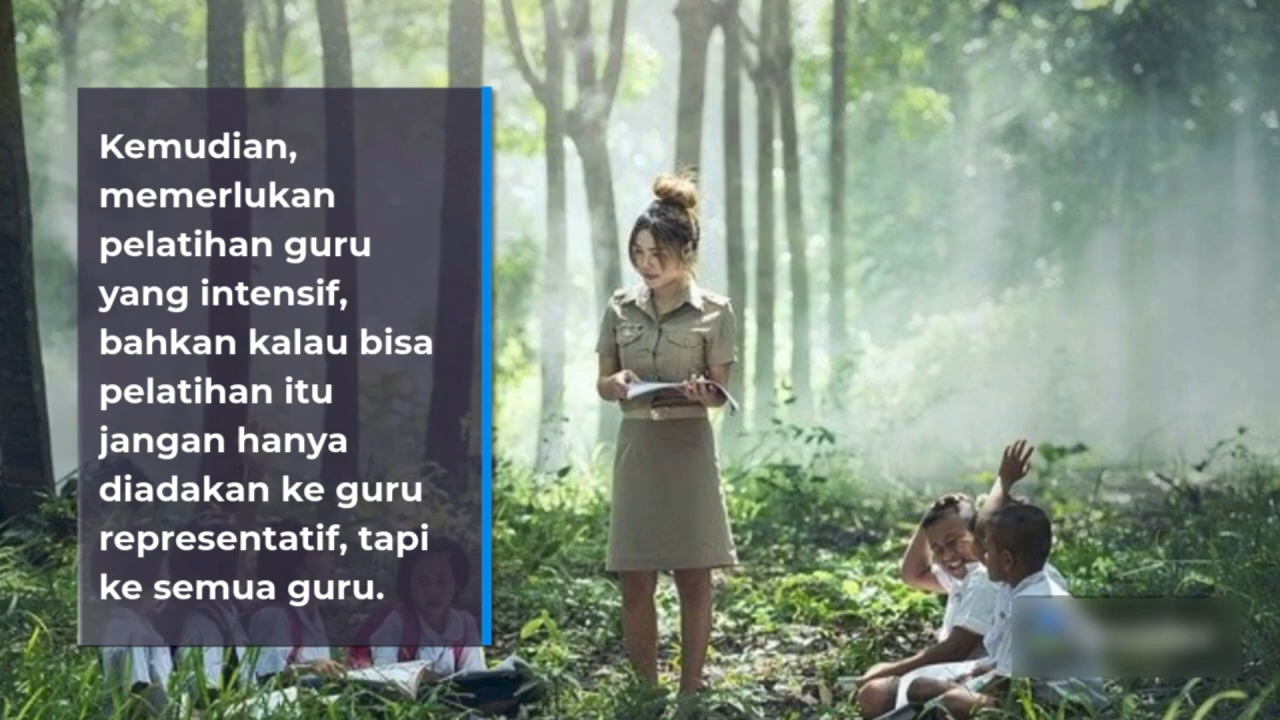 Kemudian,
memerlukan
pelatihan guru
yang intensif,
bahkan kalau bisa
pelatihan itu
jangan hanya
diadakan ke guru
representatif, tapi
ke semua guru.